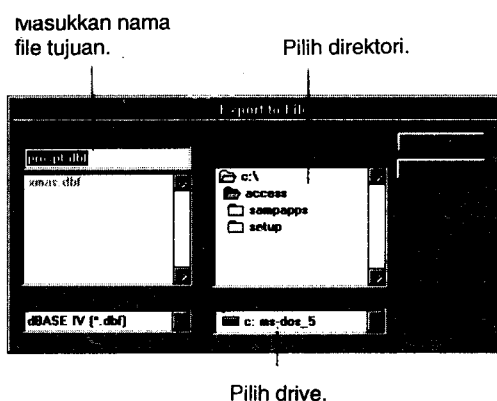 Masukkan nama
file tujuan.
Pilih direktori.
Export to File
prospt.dbf
xmas.dbf
c:\
access
sampapps
setup
dBASE IV (*.dbf)
c: ms-dos_5
Pilih drive.